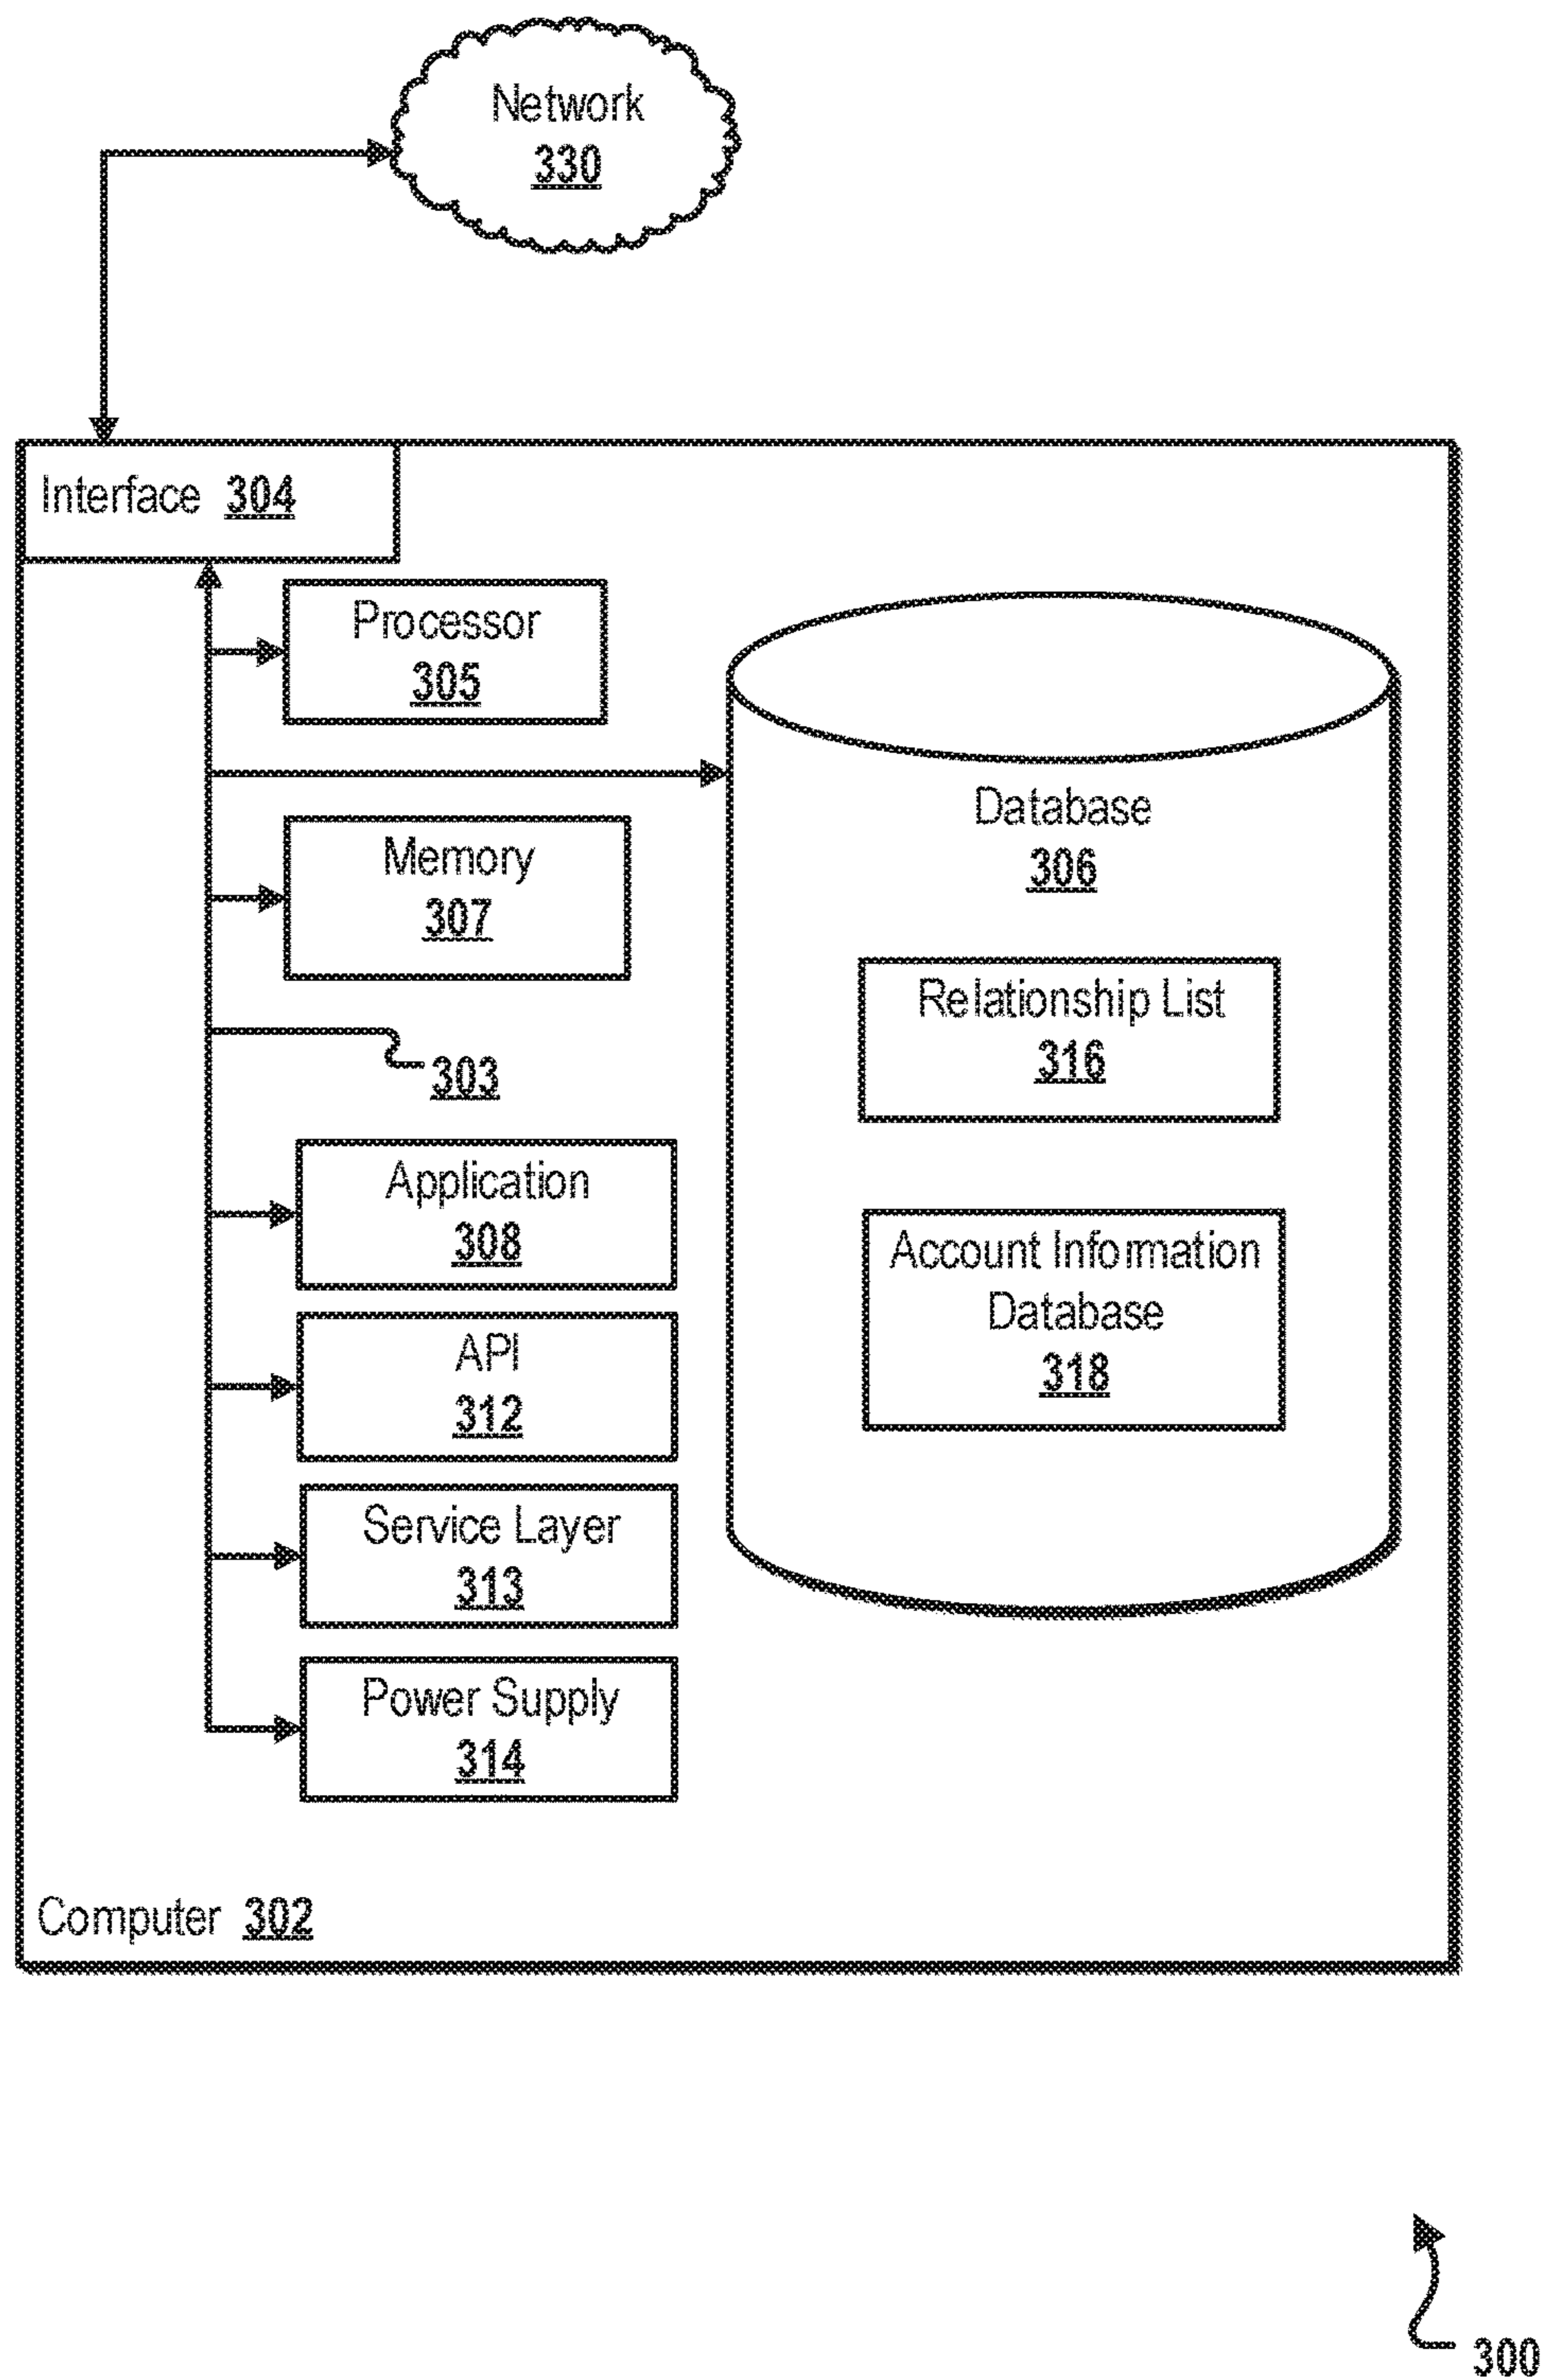 Network
330
Interface 304
Processor
305
Database
306
Memory
307
Relationship List
316
303
Application
308
Account Information
Database
318
API
312
Service Layer
313
Power Supply
314
Computer 302
300